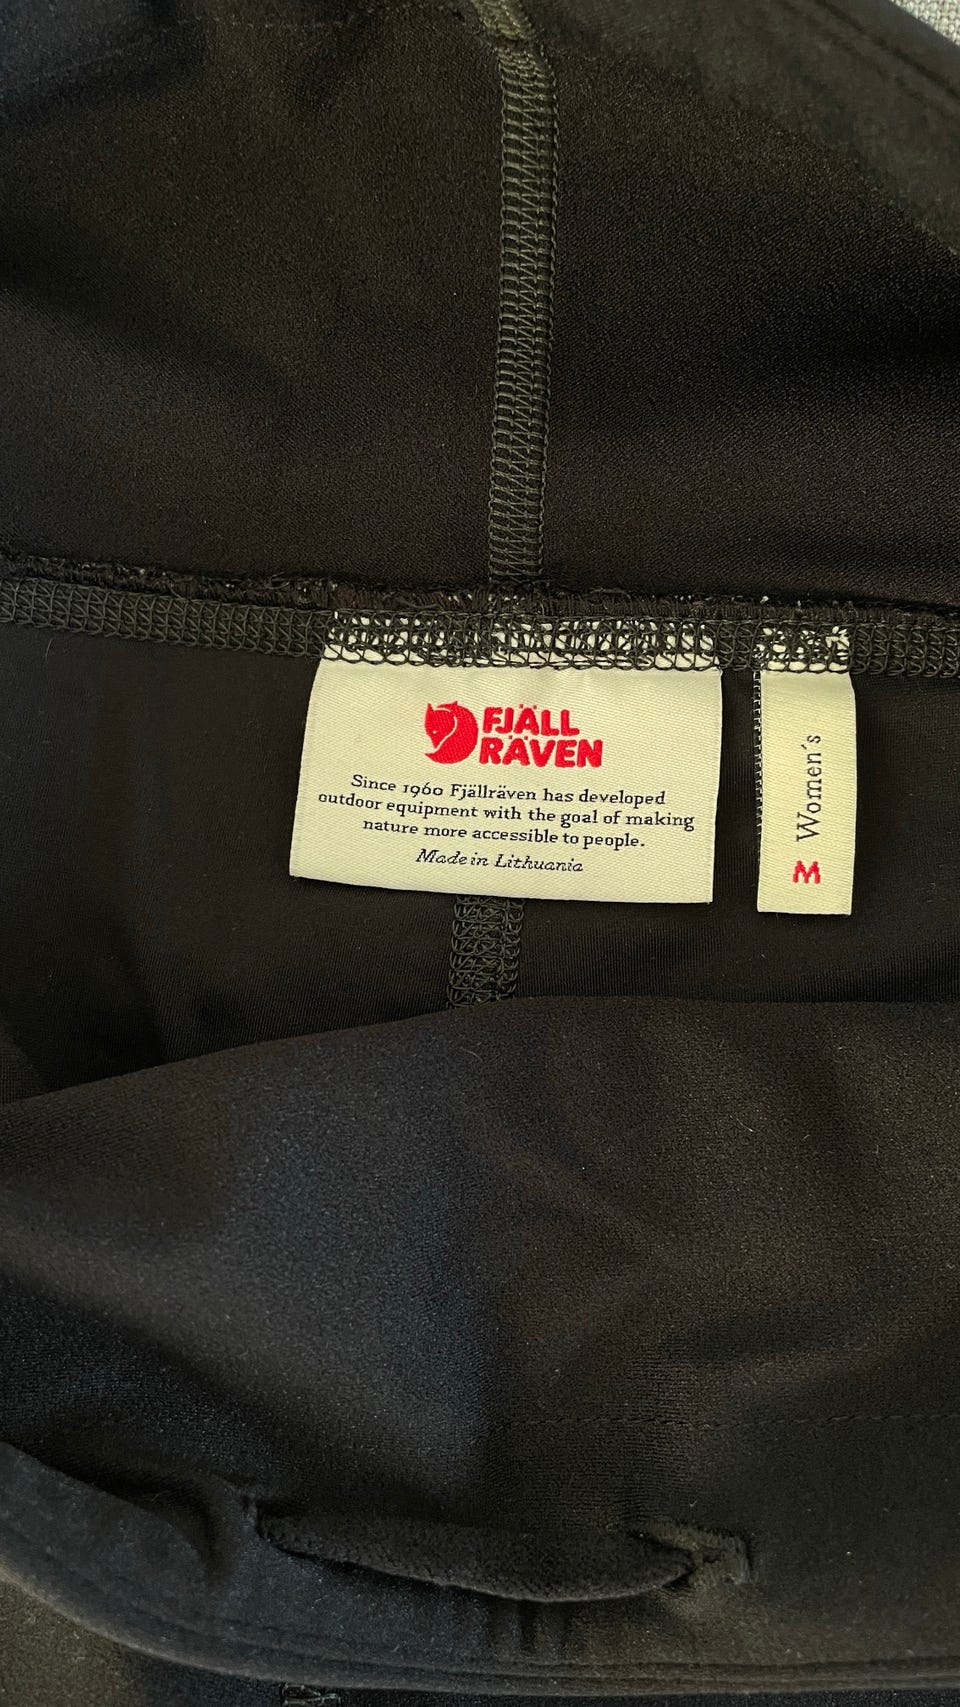 FJÄLL
RÄVEN
Since 1960 Fjällräven has developed
outdoor equipment with the goal of making
nature more accessible to people.
Made in Lithuania
Women´s
M